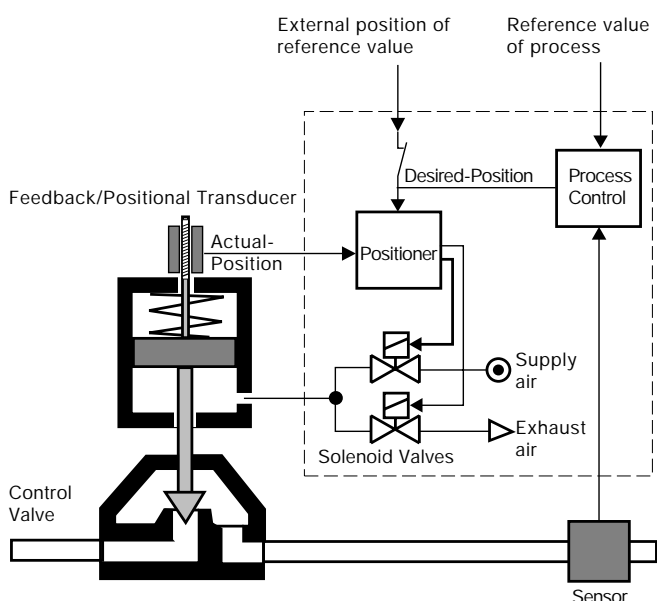 External position of
reference value
Reference value
of process
Desired-Position
Process
Control
Feedback/Positional Transducer
Actual-
Position
Positioner
Supply
air
Exhaust
air
Solenoid Valves
Control
Valve
Sensor